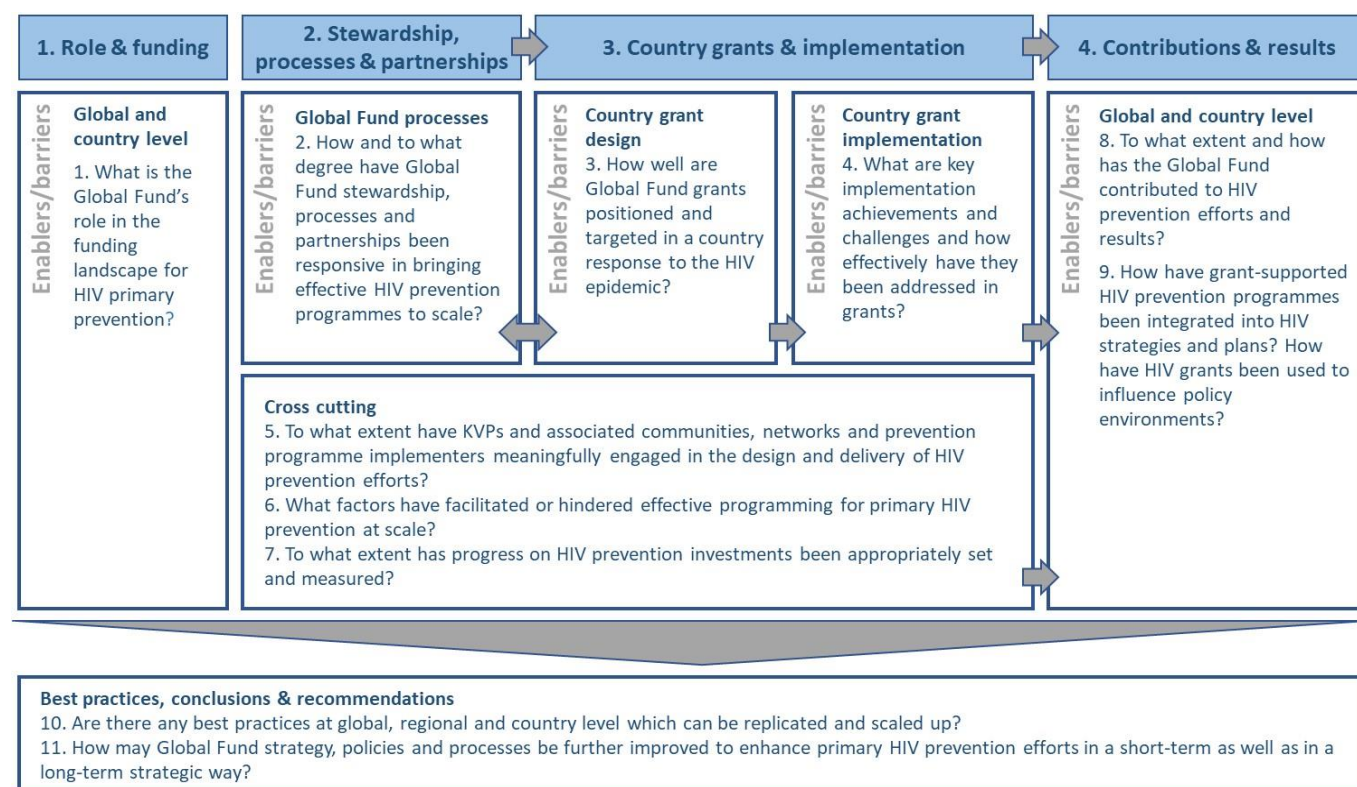 1. Role & funding
2. Stewardship,
processes & partnerships
3. Country grants & implementation
4. Contributions & results
Enablers/barriers
Global and
country level
1. What is the
Global Fund's
role in the
funding
landscape for
HIV primary
prevention?
Enablers/barriers
Global Fund processes
2. How and to what
degree have Global
Fund stewardship,
processes and
partnerships been
responsive in bringing
effective HIV prevention
programmes to scale?
Enablers/barriers
Country grant
design
3. How well are
Global Fund grants
positioned and
targeted in a country
response to the HIV
epidemic?
Enablers/barriers
Country grant
implementation
4. What are key
implementation
achievements and
challenges and how
effectively have they
been addressed in
grants?
Enablers/barriers
Global and country level
8. To what extent and how
has the Global Fund
contributed to HIV
prevention efforts and
results?
9. How have grant-supported
HIV prevention programmes
been integrated into HIV
strategies and plans? How
have HIV grants been used to
influence policy
environments?
Cross cutting
5. To what extent have KVPs and associated communities, networks and prevention
programme implementers meaningfully engaged in the design and delivery of HIV
prevention efforts?
6. What factors have facilitated or hindered effective programming for primary HIV
prevention at scale?
7. To what extent has progress on HIV prevention investments been appropriately set
and measured?
Best practices, conclusions & recommendations
10. Are there any best practices at global, regional and country level which can be replicated and scaled up?
11. How may Global Fund strategy, policies and processes be further improved to enhance primary HIV prevention efforts in a short-term as well as in a
long-term strategic way?